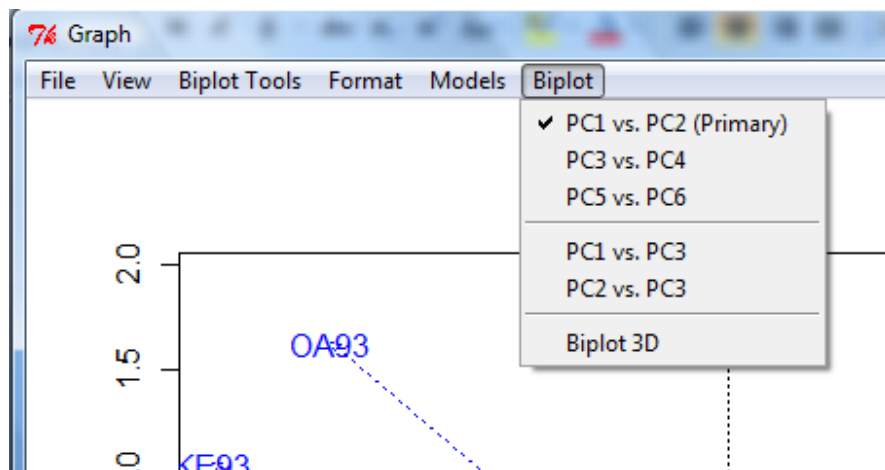 Graph
File View Biplot Tools Format Models Biplot
PC1 vs. PC2 (Primary)
PC3 vs. PC4
PC5 vs. PC6
PC1 vs. PC3
PC2 vs. PC3
Biplot 3D
2.0
OA93
1.5
KE93